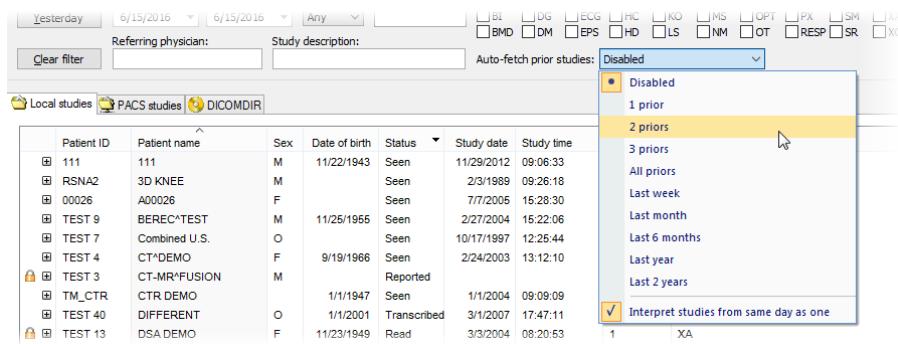 Yesterday 6/15/2016 6/15/2016 Any BI DG ECG HC KO MS OPT PX SM
BMD DM EPS HD LS NM OT RESP SR
Referring physician: Study description:
Clear filter Auto-fetch prior studies: Disabled
Disabled
1 prior
2 priors
3 priors
All priors
Last week
Last month
Last 6 months
Last year
Last 2 years
Interpret studies from same day as one
Local studies PACS studies DICOMDIR
Patient ID Patient name Sex Date of birth Status Study date Study time
111 111 M 11/22/1943 Seen 11/29/2012 09:06:33
RSNA2 3D KNEE M Seen 2/3/1989 09:26:18
00026 A00026 F Seen 7/7/2005 15:28:30
TEST 9 BEREC^TEST M 11/25/1955 Seen 2/27/2004 15:22:06
TEST 7 Combined U.S. O Seen 10/17/1997 12:25:44
TEST 4 CT^DEMO F 9/19/1966 Seen 2/24/2003 13:12:10
TEST 3 CT-MR^FUSION M Reported
TM_CTR CTR DEMO 1/1/1947 Seen 1/1/2004 09:09:09
TEST 40 DIFFERENT O 1/1/2001 Transcribed 3/1/2007 17:47:11
TEST 13 DSA DEMO F 11/23/1949 Read 3/3/2004 08:20:53 1 XA